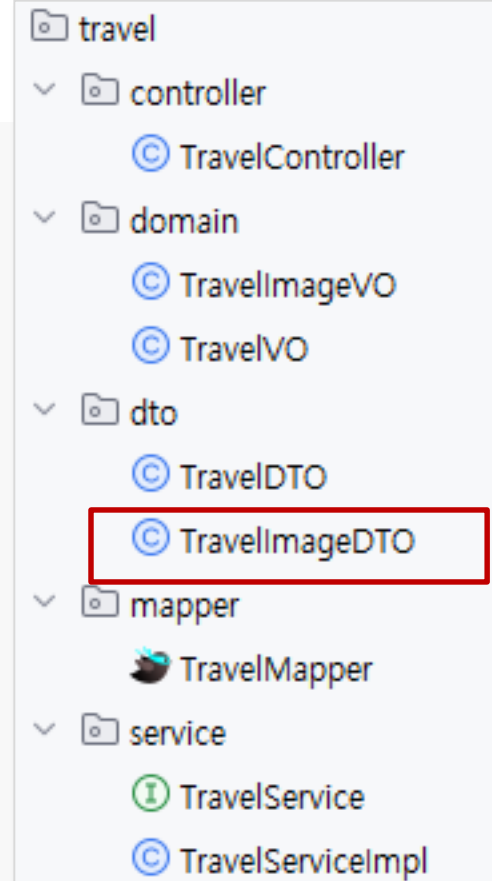 travel
controller
TravelController
domain
TravelImageVO
TravelVO
dto
TravelDTO
TravelImageDTO
mapper
TravelMapper
service
TravelService
TravelServiceImpl